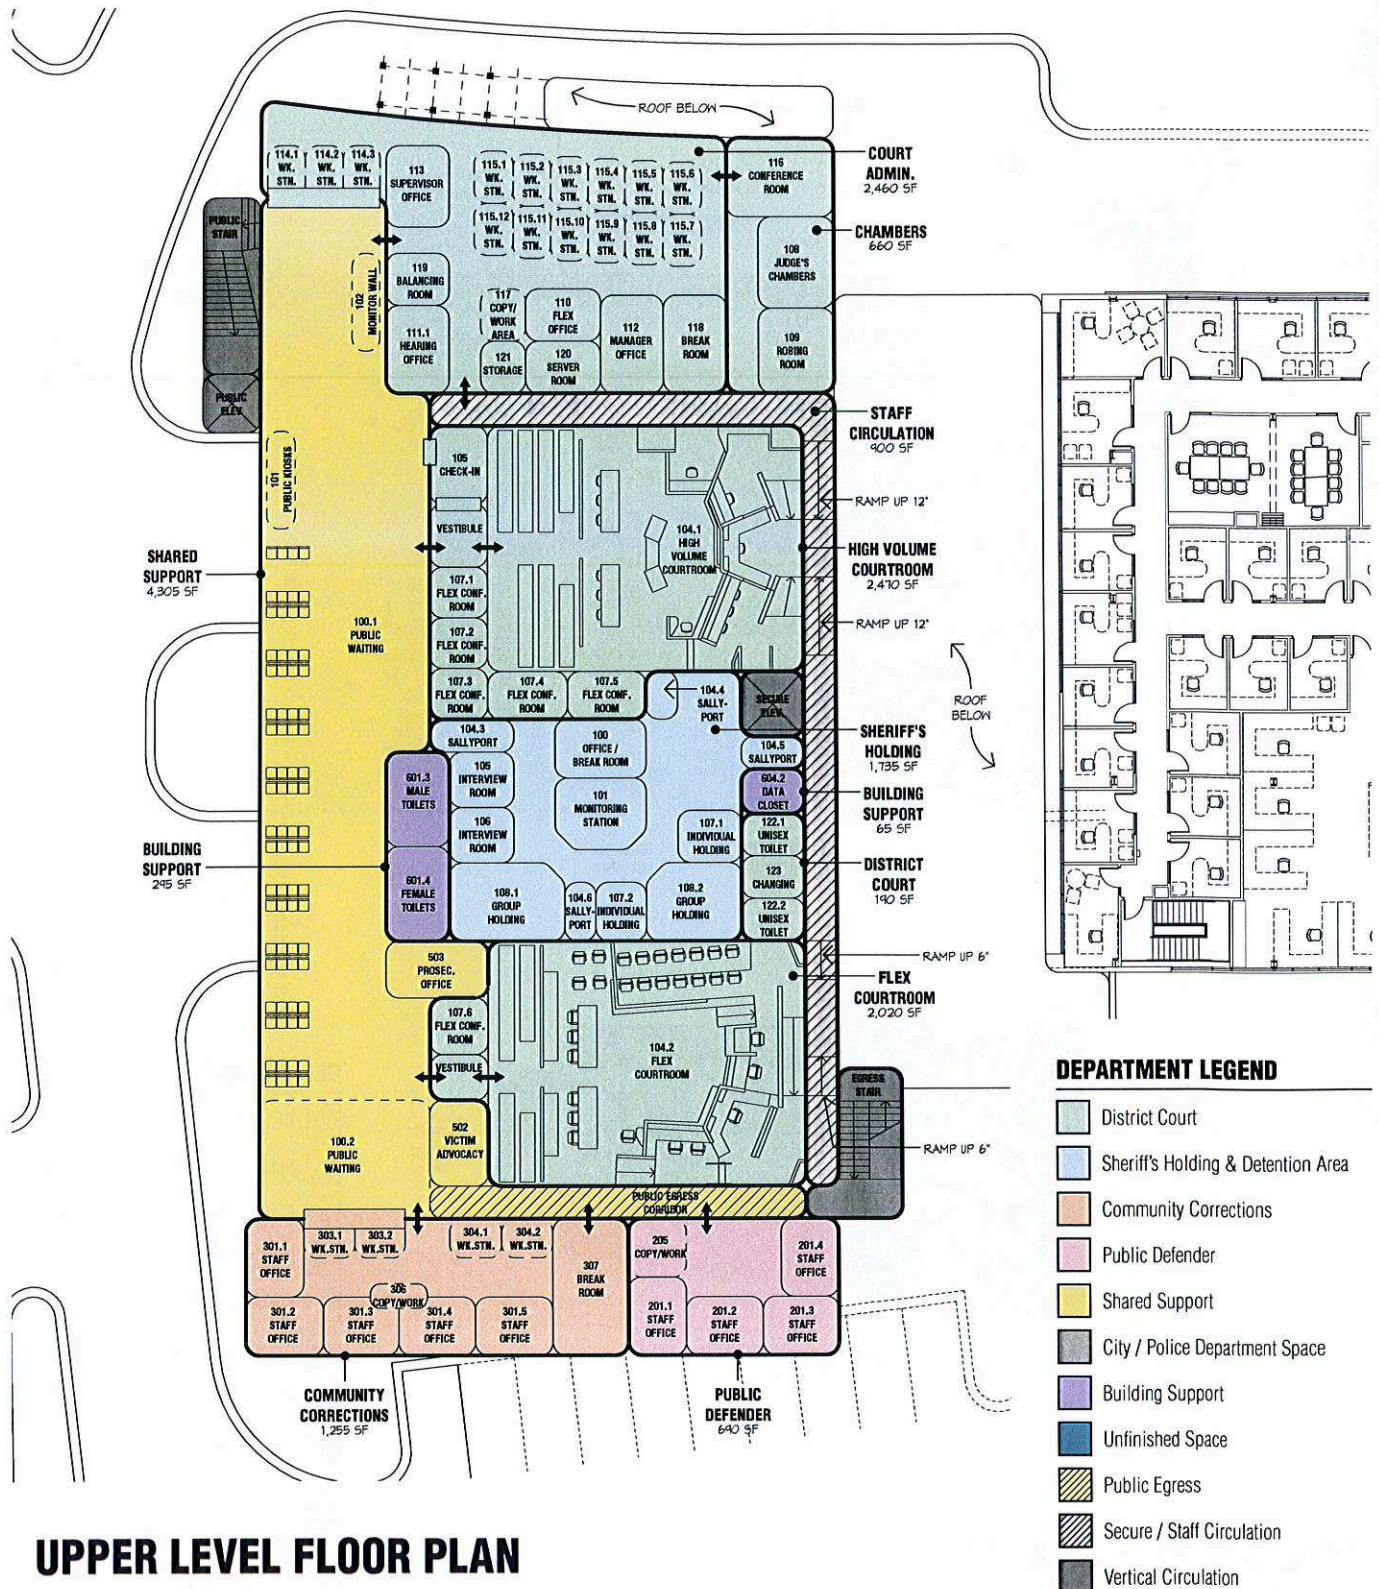 ROOF BELOW
114.1
WK.
STN.
114.2
WK.
STN.
114.3
WK.
STN.
113
SUPERVISOR
OFFICE
115.1
WK.
STN.
115.2
WK.
STN.
115.3
WK.
STN.
115.4
WK.
STN.
115.5
WK.
STN.
115.6
WK.
STN.
116
CONFERENCE
ROOM
COURT
ADMIN.
2,460 SF
115.12
WK.
STN.
115.11
WK.
STN.
115.10
WK.
STN.
115.9
WK.
STN.
115.8
WK.
STN.
115.7
WK.
STN.
PUBLIC
STAIR
CHAMBERS
660 SF
108
JUDGE'S
CHAMBERS
119
BALANCING
ROOM
102
MONITOR WALL
117
COPY/
WORK
AREA
110
FLEX
OFFICE
111.1
HEARING
OFFICE
112
MANAGER
OFFICE
118
BREAK
ROOM
109
ROBING
ROOM
121
STORAGE
120
SERVER
ROOM
PUBLIC
ELEV.
STAFF
CIRCULATION
900 SF
101
PUBLIC KIOSKS
105
CHECK-IN
RAMP UP 12"
VESTIBULE
104.1
HIGH
VOLUME
COURTROOM
SHARED
SUPPORT
4,305 SF
HIGH VOLUME
COURTROOM
2,470 SF
107.1
FLEX CONF.
ROOM
100.1
PUBLIC
WAITING
107.2
FLEX CONF.
ROOM
RAMP UP 12"
107.3
FLEX CONF.
ROOM
107.4
FLEX CONF.
ROOM
107.5
FLEX CONF.
ROOM
104.4
SALLY-
PORT
SECURE
ELEV.
ROOF
BELOW
104.3
SALLYPORT
100
OFFICE /
BREAK ROOM
SHERIFF'S
HOLDING
1,735 SF
104.5
SALLYPORT
601.3
MALE
TOILETS
105
INTERVIEW
ROOM
101
MONITORING
STATION
604.2
DATA
CLOSET
BUILDING
SUPPORT
65 SF
106
INTERVIEW
ROOM
107.1
INDIVIDUAL
HOLDING
122.1
UNISEX
TOILET
BUILDING
SUPPORT
295 SF
601.4
FEMALE
TOILETS
108.1
GROUP
HOLDING
104.6
SALLY-
PORT
107.2
INDIVIDUAL
HOLDING
108.2
GROUP
HOLDING
123
CHANGING
DISTRICT
COURT
190 SF
122.2
UNISEX
TOILET
503
PROSEC.
OFFICE
RAMP UP 6"
FLEX
COURTROOM
2,020 SF
107.6
FLEX CONF.
ROOM
104.2
FLEX
COURTROOM
VESTIBULE
EGRESS
STAIR
502
VICTIM
ADVOCACY
100.2
PUBLIC
WAITING
RAMP UP 6"
PUBLIC EGRESS
CORRIDOR
301.1
STAFF
OFFICE
303.1
WK.STN.
303.2
WK.STN.
304.1
WK.STN.
304.2
WK.STN.
307
BREAK
ROOM
205
COPY/WORK
201.4
STAFF
OFFICE
306
COPY/WORK
301.2
STAFF
OFFICE
301.3
STAFF
OFFICE
301.4
STAFF
OFFICE
301.5
STAFF
OFFICE
201.1
STAFF
OFFICE
201.2
STAFF
OFFICE
201.3
STAFF
OFFICE
COMMUNITY
CORRECTIONS
1,255 SF
PUBLIC
DEFENDER
690 SF
DEPARTMENT LEGEND
District Court
Sheriff's Holding & Detention Area
Community Corrections
Public Defender
Shared Support
City / Police Department Space
Building Support
Unfinished Space
Public Egress
Secure / Staff Circulation
Vertical Circulation
UPPER LEVEL FLOOR PLAN